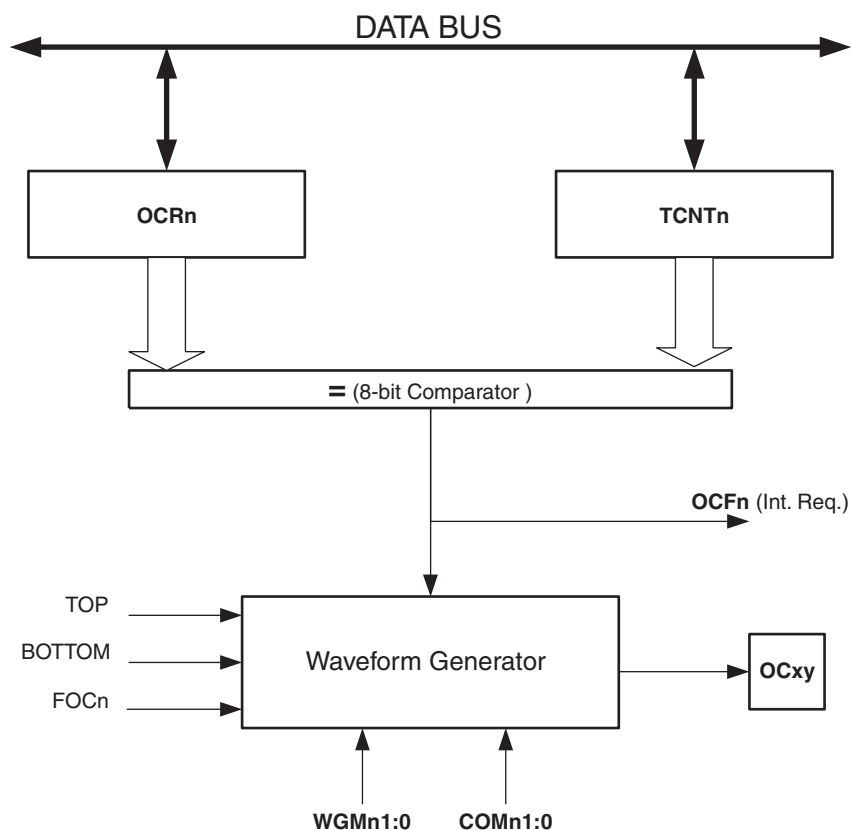 DATA BUS
OCRn
TCNTn
= (8-bit Comparator )
OCFn (Int. Req.)
TOP
BOTTOM
FOCn
Waveform Generator
OCxy
WGMn1:0
COMn1:0